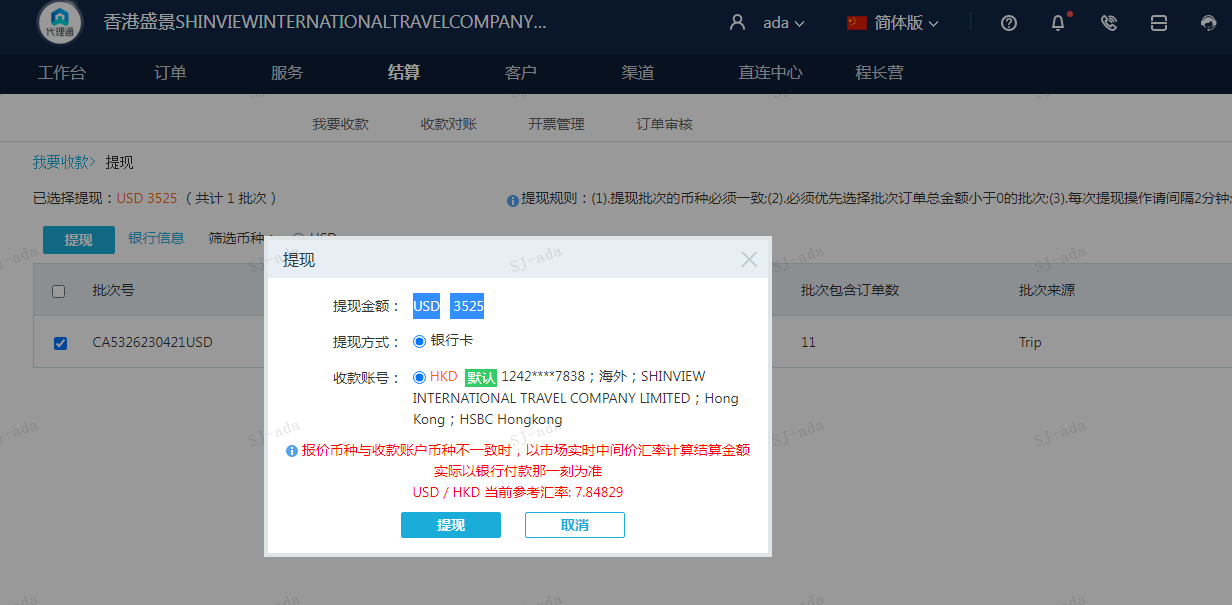 代理通
香港盛景SHINVIEWINTERNATIONALTRAVELCOMPANY...
ada
简体版
工作台 订单 服务 结算 客户 渠道 直连中心 程长营
我要收款 收款对账 开票管理 订单审核
我要收款> 提现
已选择提现：USD 3525 （ 共计 1 批次 ）
提现规则：(1).提现批次的币种必须一致;(2).必须优先选择批次订单总金额小于0的批次;(3).每次提现操作请间隔2分钟;
提现 银行信息 筛选币种： USD
批次号 批次包含订单数 批次来源
CA5326230421USD 11 Trip
提现
提现金额： USD 3525
提现方式： 银行卡
收款账号： HKD 默认 1242****7838；海外；SHINVIEW
INTERNATIONAL TRAVEL COMPANY LIMITED；Hong
Kong；HSBC Hongkong
报价币种与收款账户币种不一致时，以市场实时中间价汇率计算结算金额
实际以银行付款那一刻为准
USD / HKD 当前参考汇率: 7.84829
提现 取消
SJ-ada